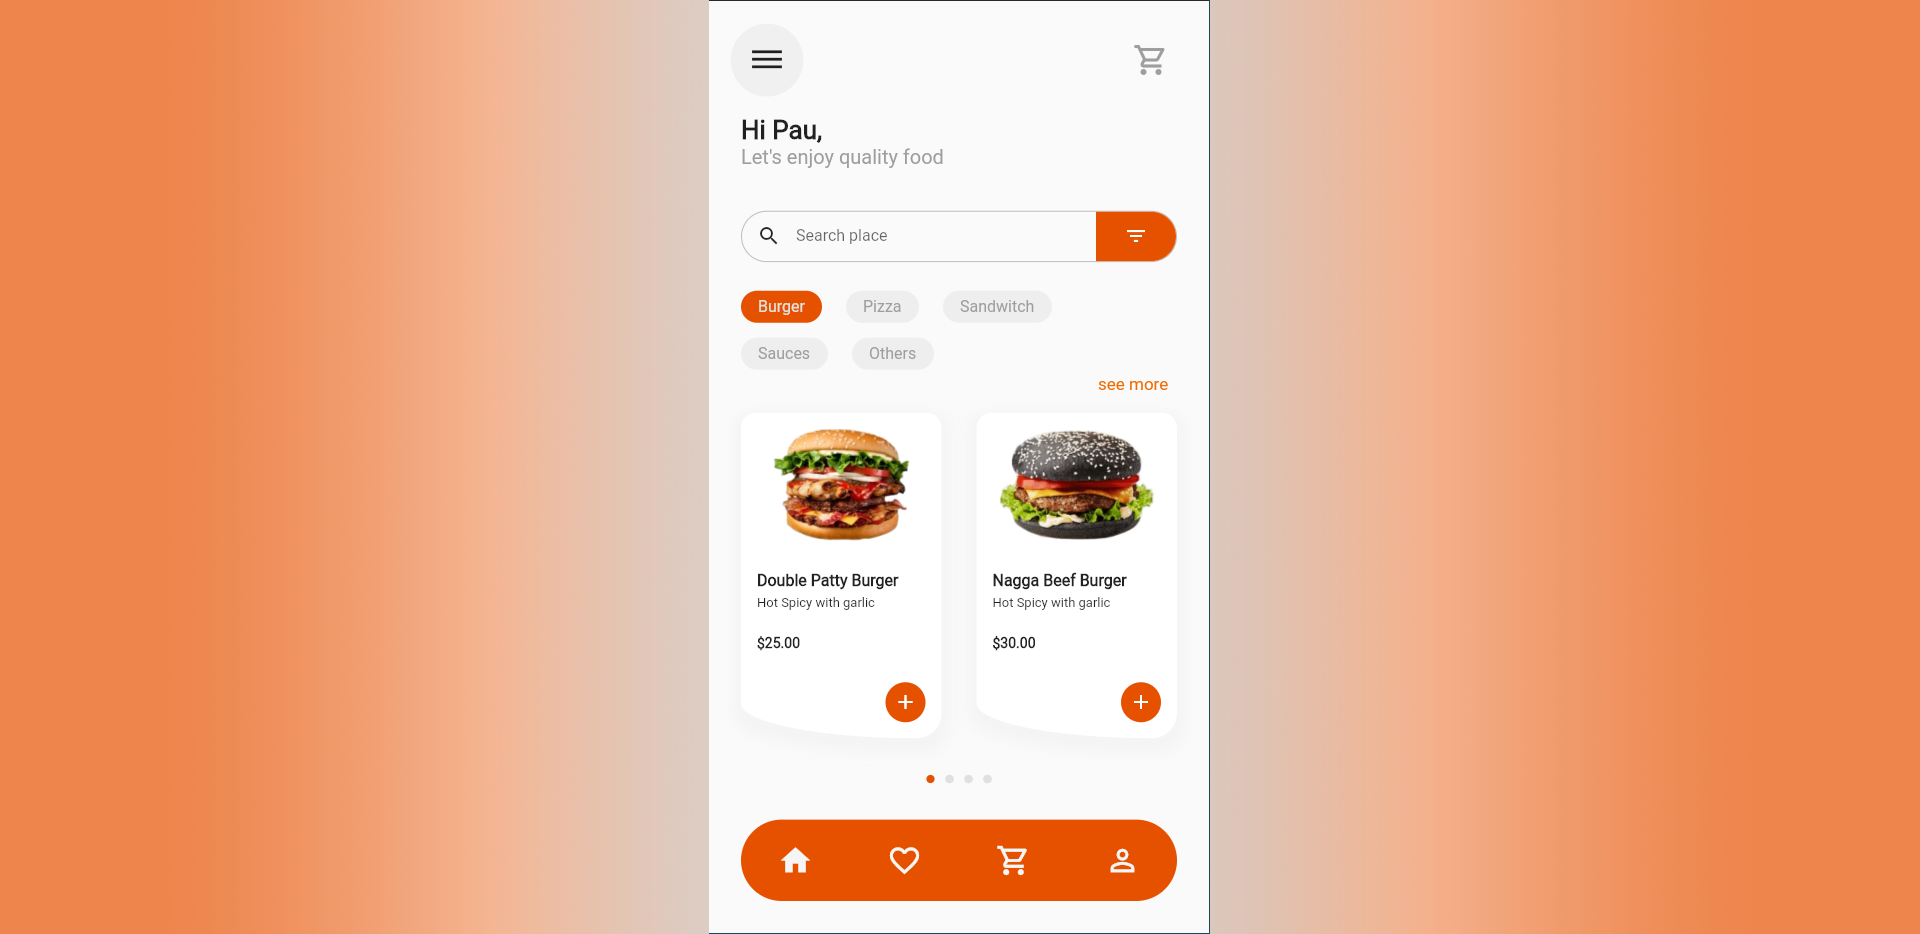 Hi Pau,
Let's enjoy quality food
Search place
Burger Pizza Sandwitch
Sauces Others
see more
Double Patty Burger
Hot Spicy with garlic
$25.00
Nagga Beef Burger
Hot Spicy with garlic
$30.00